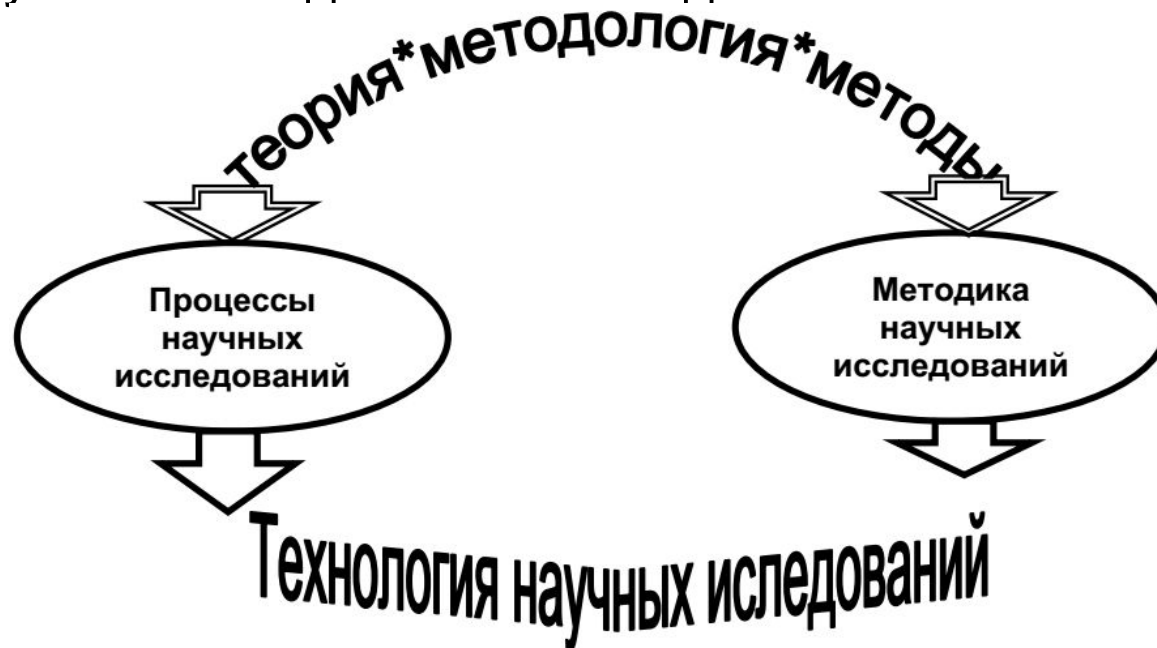 теория*методология*методы
Процессы
научных
исследований
Методика
научных
исследований
Технология научных иследований